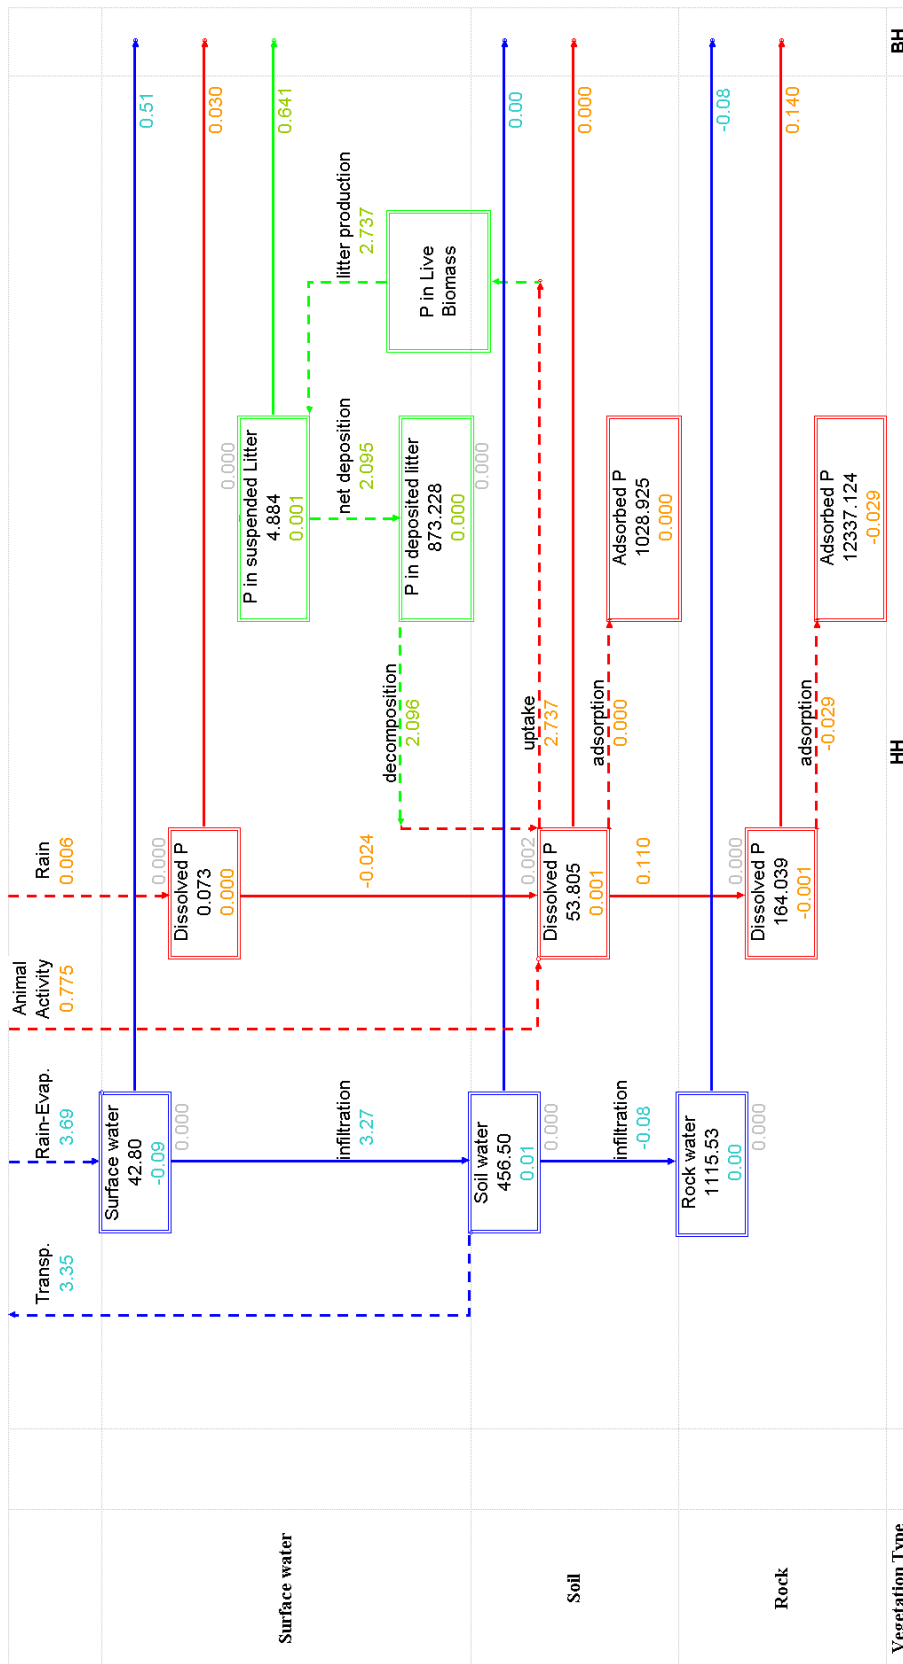 Transp.
3.35
Rain-Evap.
3.69
Animal
Activity
0.775
Rain
0.006
Surface water
Surface water
42.80
-0.09
0.000
0.51
Dissolved P
0.073
0.000
0.000
0.030
P in suspended Litter
4.884
0.001
0.000
0.641
infiltration
3.27
-0.024
net deposition
2.095
litter production
2.737
decomposition
2.096
P in deposited litter
873.228
0.000
0.000
P in Live
Biomass
Soil
Soil water
456.50
0.01
0.000
0.00
uptake
2.737
Dissolved P
53.805
0.001
0.002
0.000
infiltration
-0.08
0.110
adsorption
0.000
Adsorbed P
1028.925
0.000
Rock
Rock water
1115.53
0.00
0.000
-0.08
Dissolved P
164.039
-0.001
0.000
0.140
adsorption
-0.029
Adsorbed P
12337.124
-0.029
Vegetation Type
HH
BH